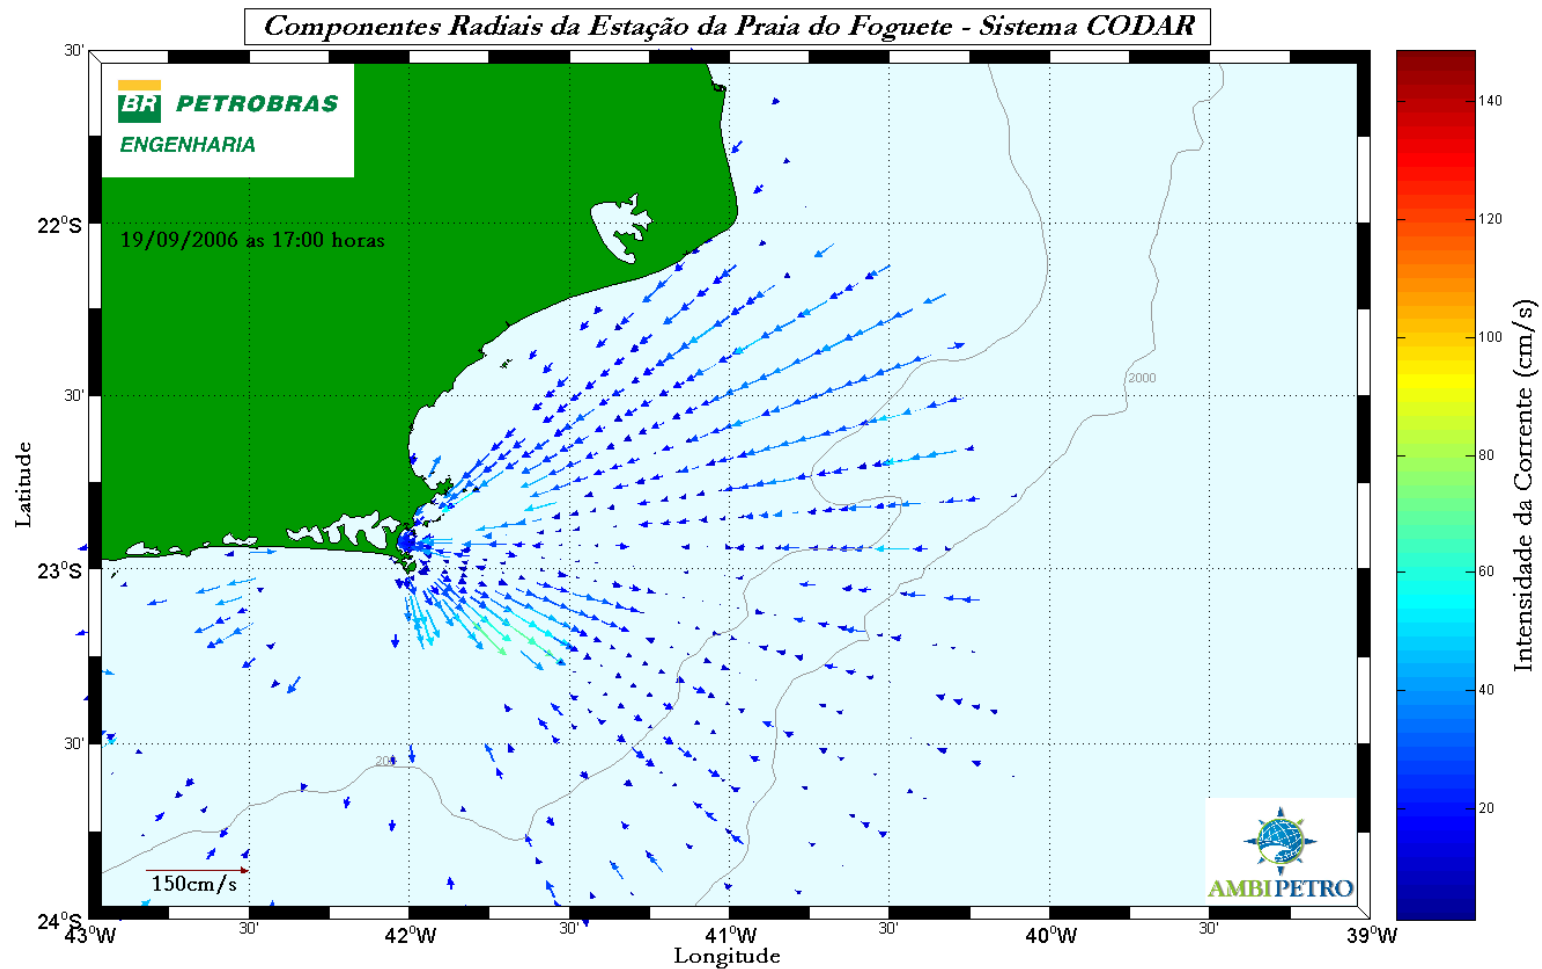 Componentes Radiais da Estação da Praia do Foguete - Sistema CODAR
BR PETROBRAS
ENGENHARIA
19/09/2006 as 17:00 horas
30'
22°S
30'
23°S
30'
24°S
Latitude
43°W
30'
42°W
30'
41°W
30'
40°W
30'
39°W
Longitude
2000
150cm/s
AMBIPETRO
140
120
100
80
60
40
20
Intensidade da Corrente (cm/s)